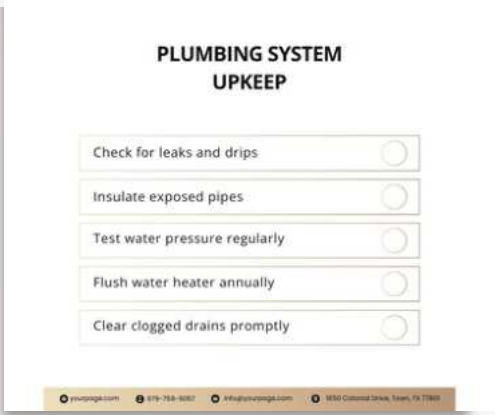 PLUMBING SYSTEM
UPKEEP
Check for leaks and drips
Insulate exposed pipes
Test water pressure regularly
Flush water heater annually
Clear clogged drains promptly
yourpage.com info@yourpage.com